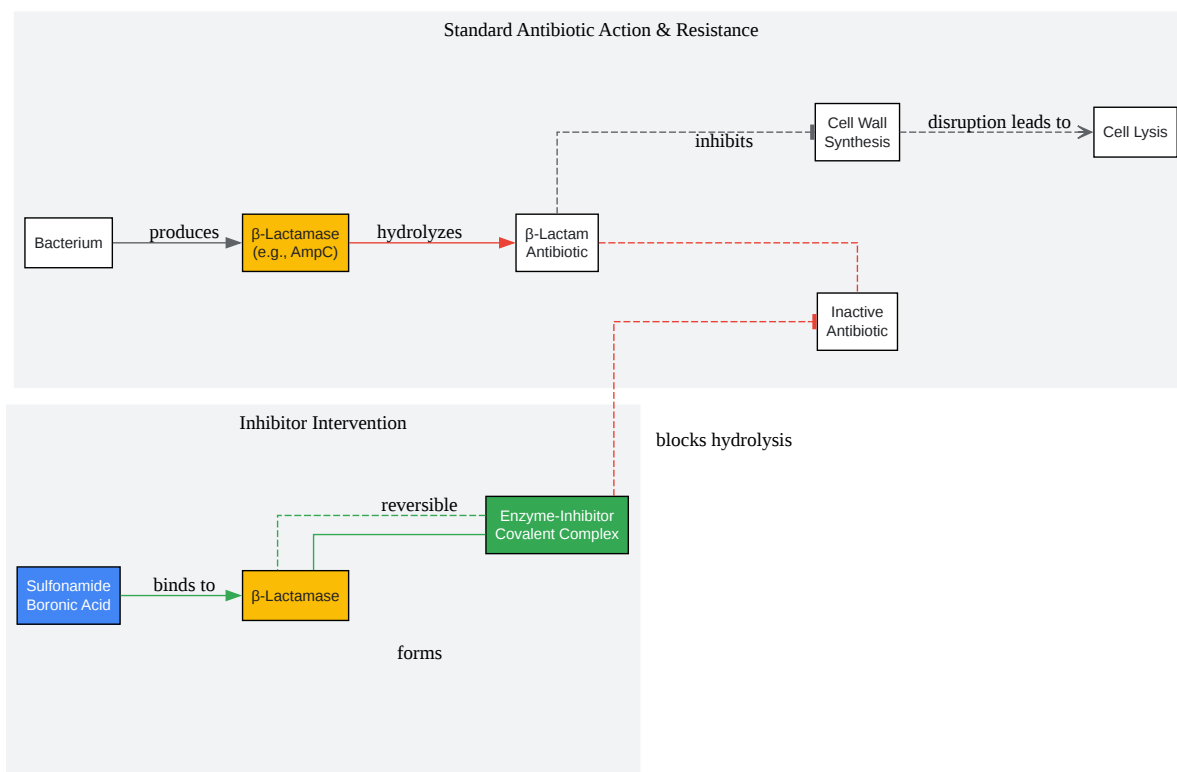 Standard Antibiotic Action & Resistance
Cell Wall
Synthesis
disruption leads to
Cell Lysis
inhibits
Bacterium
produces
β-Lactamase
(e.g., AmpC)
hydrolyzes
β-Lactam
Antibiotic
Inactive
Antibiotic
Inhibitor Intervention
blocks hydrolysis
reversible
Enzyme-Inhibitor
Covalent Complex
Sulfonamide
Boronic Acid
binds to
β-Lactamase
forms